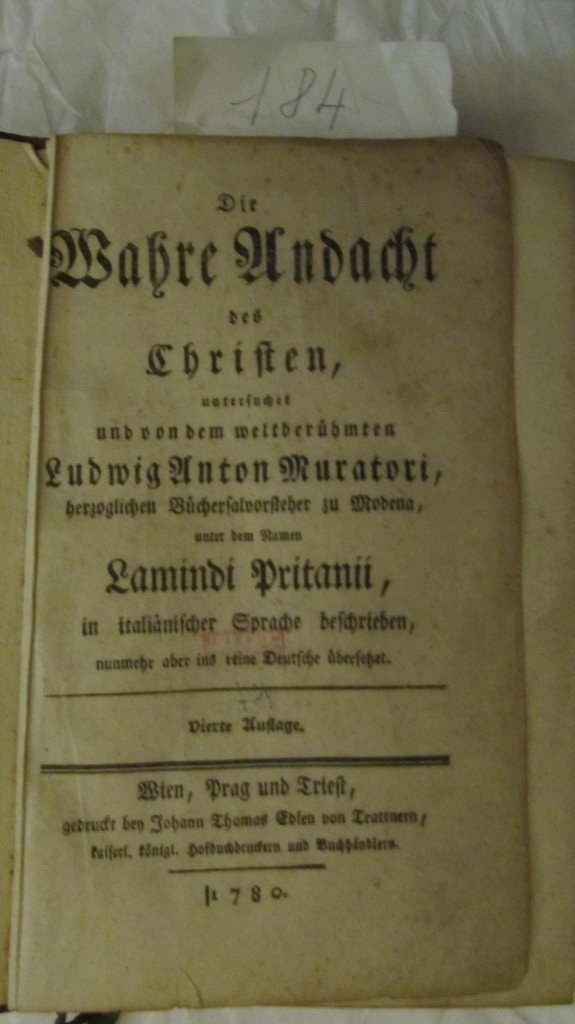 184
Die
Wahre Andacht
des
Christen,
untersuchet
und von dem weltberühmten
Ludwig Anton Muratori,
herzoglichen Büchersalvorsteher zu Modena,
unter dem Namen
Lamindi Pritanii,
in italiänischer Sprache beschrieben,
nunmehr aber ins reine Deutsche übersetzet.
Vierte Auflage.
Wien, Prag und Triest,
gedruckt bey Johann Thomas Edlen von Trattnern,
kaiserl. königl. Hofbuchdruckern und Buchhändlern.
1780.